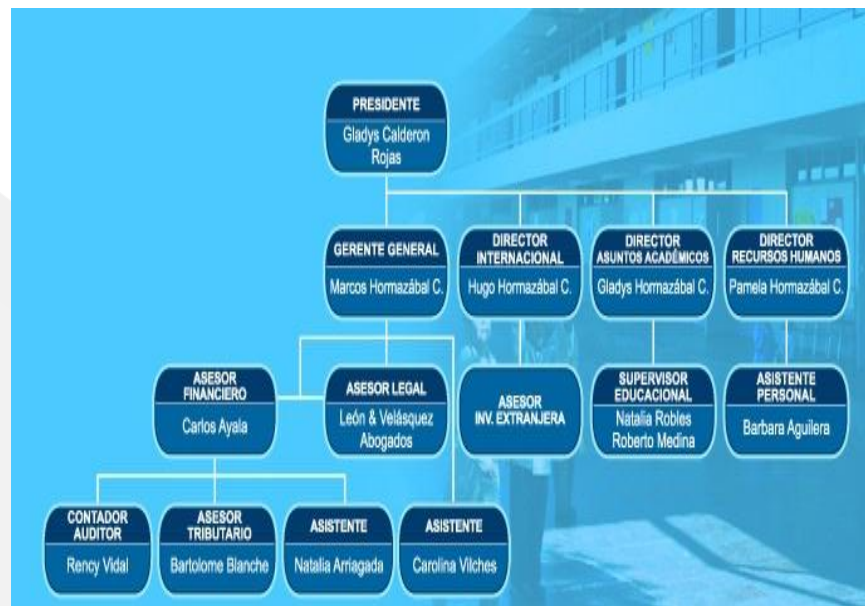 PRESIDENTE
Gladys Calderon
Rojas
GERENTE GENERAL
Marcos Hormazábal C.
DIRECTOR
INTERNACIONAL
Hugo Hormazábal C.
DIRECTOR
ASUNTOS ACADÉMICOS
Gladys Hormazábal C.
DIRECTOR
RECURSOS HUMANOS
Pamela Hormazábal C.
ASESOR
FINANCIERO
Carlos Ayala
ASESOR LEGAL
León & Velásquez
Abogados
ASESOR
INV. EXTRANJERA
SUPERVISOR
EDUCACIONAL
Natalia Robles
Roberto Medina
ASISTENTE
PERSONAL
Barbara Aguilera
CONTADOR
AUDITOR
Rency Vidal
ASESOR
TRIBUTARIO
Bartolome Blanche
ASISTENTE
Natalia Arriagada
ASISTENTE
Carolina Vilches